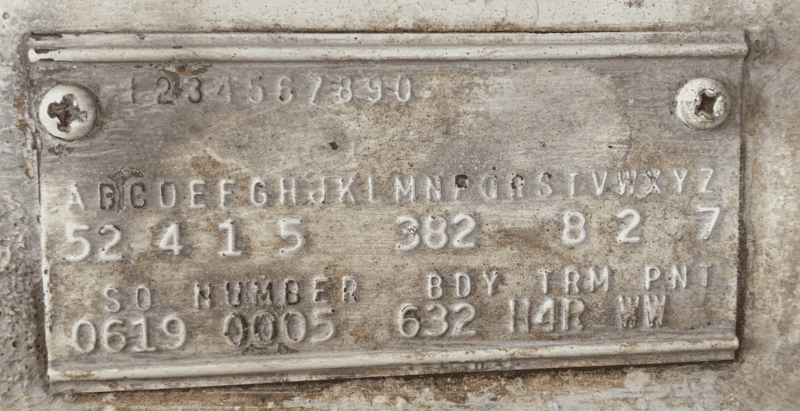 1234567890
ABCDEFGHJKLMNPQRSTVWXYZ
52 4 1 5 382 8 2 7
SO NUMBER BDY TRM PNT
0619 0005 632 H4R WW